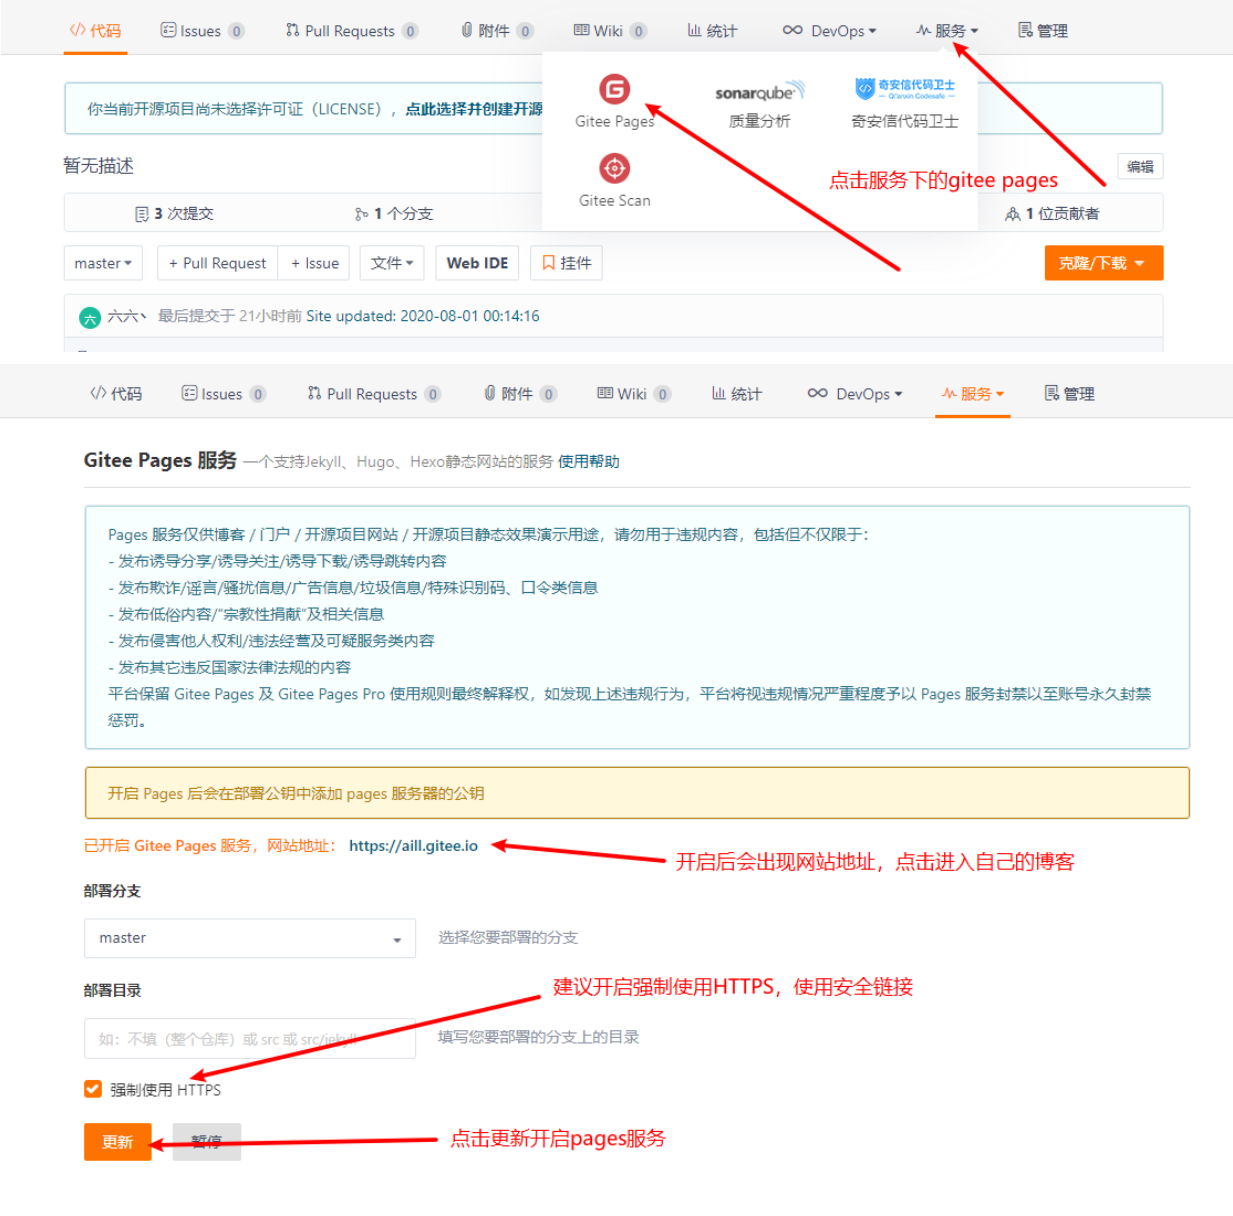 代码 Issues 0 Pull Requests 0 附件 0 Wiki 0 统计 DevOps 服务 管理
你当前开源项目尚未选择许可证（LICENSE），点此选择并创建开源
Gitee Pages
sonarqube
质量分析
奇安信代码卫士
Qi'anxin Codesafe
奇安信代码卫士
Gitee Scan
点击服务下的gitee pages
暂无描述
编辑
3 次提交 1 个分支 1 位贡献者
master + Pull Request + Issue 文件 Web IDE 挂件 克隆/下载
六 六六、 最后提交于 21小时前 Site updated: 2020-08-01 00:14:16
代码 Issues 0 Pull Requests 0 附件 0 Wiki 0 统计 DevOps 服务 管理
Gitee Pages 服务 一个支持Jekyll、Hugo、Hexo静态网站的服务 使用帮助
Pages 服务仅供博客 / 门户 / 开源项目网站 / 开源项目静态效果演示用途，请勿用于违规内容，包括但不仅限于：
- 发布诱导分享/诱导关注/诱导下载/诱导跳转内容
- 发布欺诈/谣言/骚扰信息/广告信息/垃圾信息/特殊识别码、口令类信息
- 发布低俗内容/“宗教性捐献”及相关信息
- 发布侵害他人权利/违法经营及可疑服务类内容
- 发布其它违反国家法律法规的内容
平台保留 Gitee Pages 及 Gitee Pages Pro 使用规则最终解释权，如发现上述违规行为，平台将视违规情况严重程度予以 Pages 服务封禁以至账号永久封禁
惩罚。
开启 Pages 后会在部署公钥中添加 pages 服务器的公钥
已开启 Gitee Pages 服务，网站地址： https://aill.gitee.io
开启后会出现网站地址，点击进入自己的博客
部署分支
master 选择您要部署的分支
建议开启强制使用HTTPS，使用安全链接
部署目录
如：不填（整个仓库）或 src 或 src/jekyll 填写您要部署的分支上的目录
强制使用 HTTPS
更新 暂停 点击更新开启pages服务